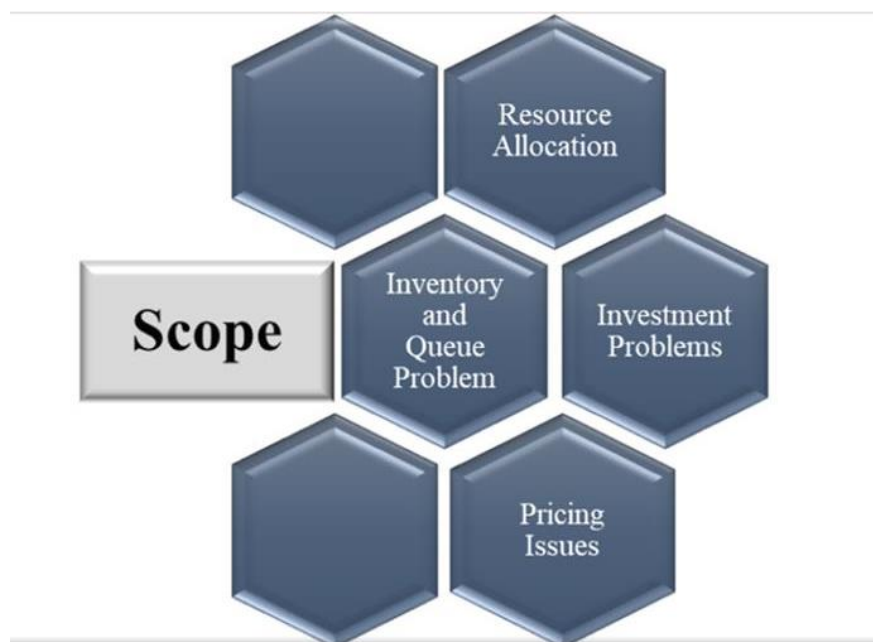 Resource
Allocation
Scope
Inventory
and
Queue
Problem
Investment
Problems
Pricing
Issues